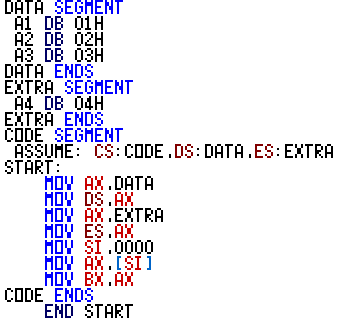 DATA SEGMENT
A1 DB 01H
A2 DB 02H
A3 DB 03H
DATA ENDS
EXTRA SEGMENT
A4 DB 04H
EXTRA ENDS
CODE SEGMENT
ASSUME: CS:CODE.DS:DATA.ES:EXTRA
START:
MOV AX.DATA
MOV DS.AX
MOV AX.EXTRA
MOV ES.AX
MOV SI.0000
MOV AX.[SI]
MOV BX.AX
CODE ENDS
END START